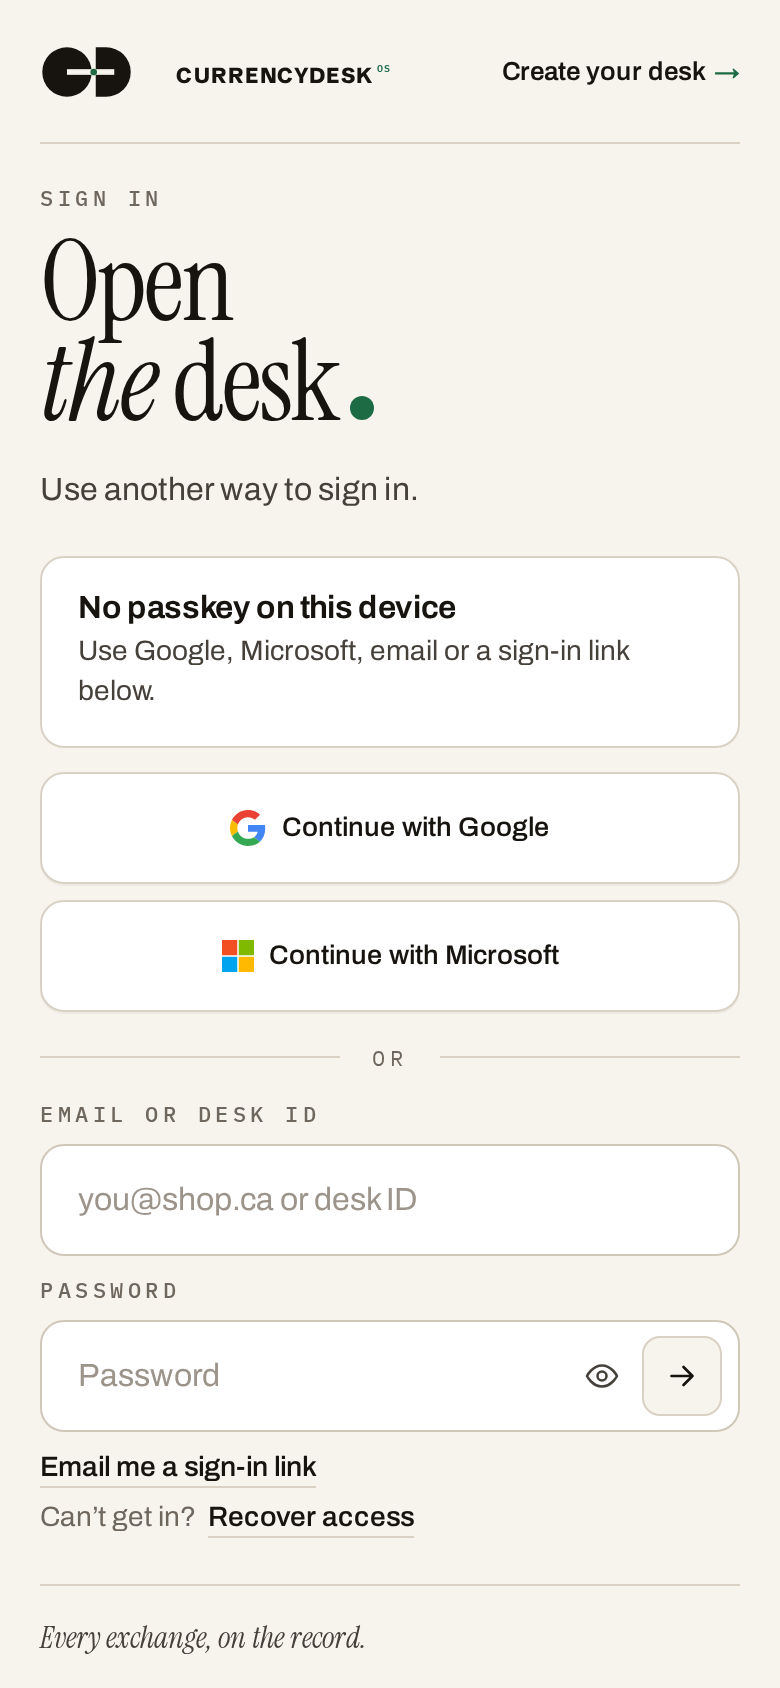 CURRENCYDESK OS
Create your desk →
SIGN IN
Open
the desk.
Use another way to sign in.
No passkey on this device
Use Google, Microsoft, email or a sign-in link
below.
Continue with Google
Continue with Microsoft
OR
EMAIL OR DESK ID
you@shop.ca or desk ID
PASSWORD
Password
Email me a sign-in link
Can’t get in? Recover access
Every exchange, on the record.